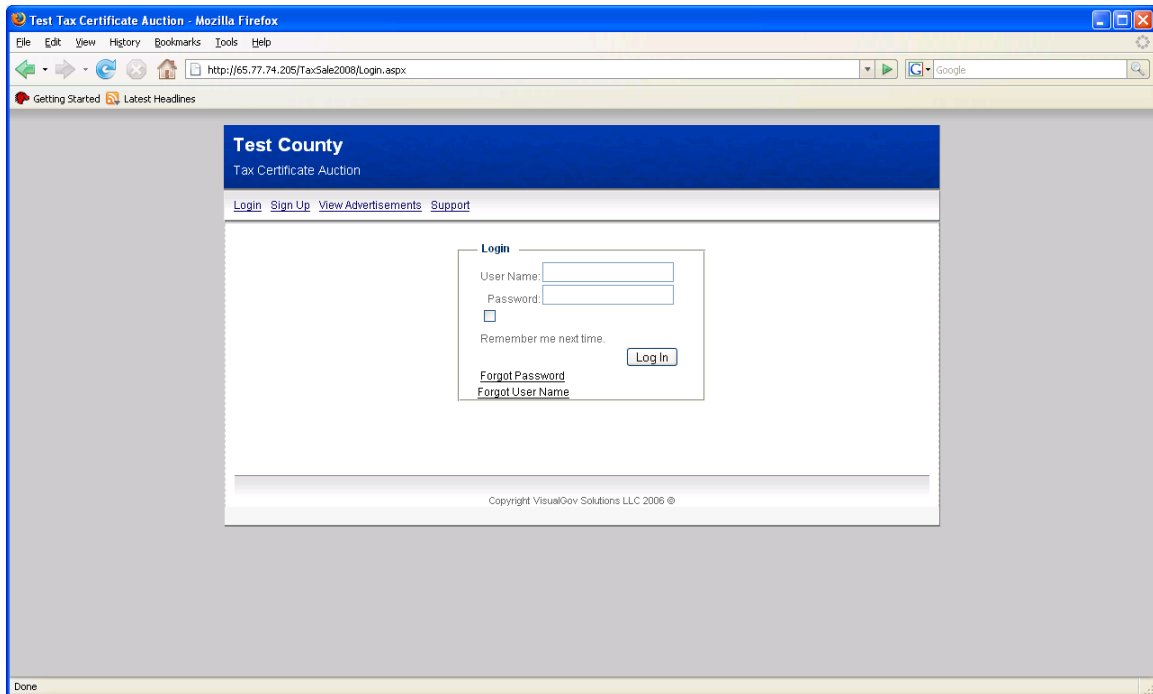 Test Tax Certificate Auction - Mozilla Firefox
File Edit View History Bookmarks Tools Help
http://65.77.74.205/TaxSale2008/Login.aspx
G Google
Getting Started Latest Headlines
Test County
Tax Certificate Auction
Login Sign Up View Advertisements Support
Login
User Name:
Password:
Remember me next time.
Log In
Forgot Password
Forgot User Name
Copyright VisualGov Solutions LLC 2006 ©
Done